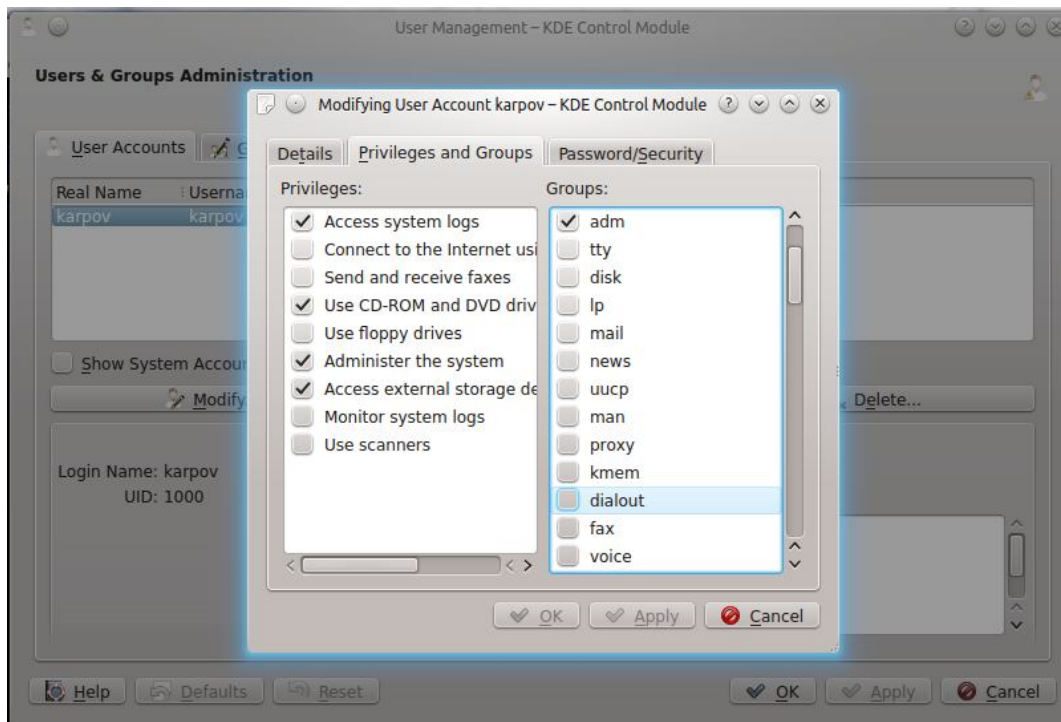 User Management – KDE Control Module
Users & Groups Administration
Modifying User Account karpov – KDE Control Module
User Accounts
G
Details Privileges and Groups Password/Security
Real Name Userna
karpov karpov
Privileges: Groups:
Access system logs
Connect to the Internet usi
Send and receive faxes
Use CD-ROM and DVD driv
Use floppy drives
Administer the system
Access external storage de
Monitor system logs
Use scanners
adm
tty
disk
lp
mail
news
uucp
man
proxy
kmem
dialout
fax
voice
Show System Accour
Modify
Delete...
Login Name: karpov
UID: 1000
OK Apply Cancel
Help Defaults Reset OK Apply Cancel